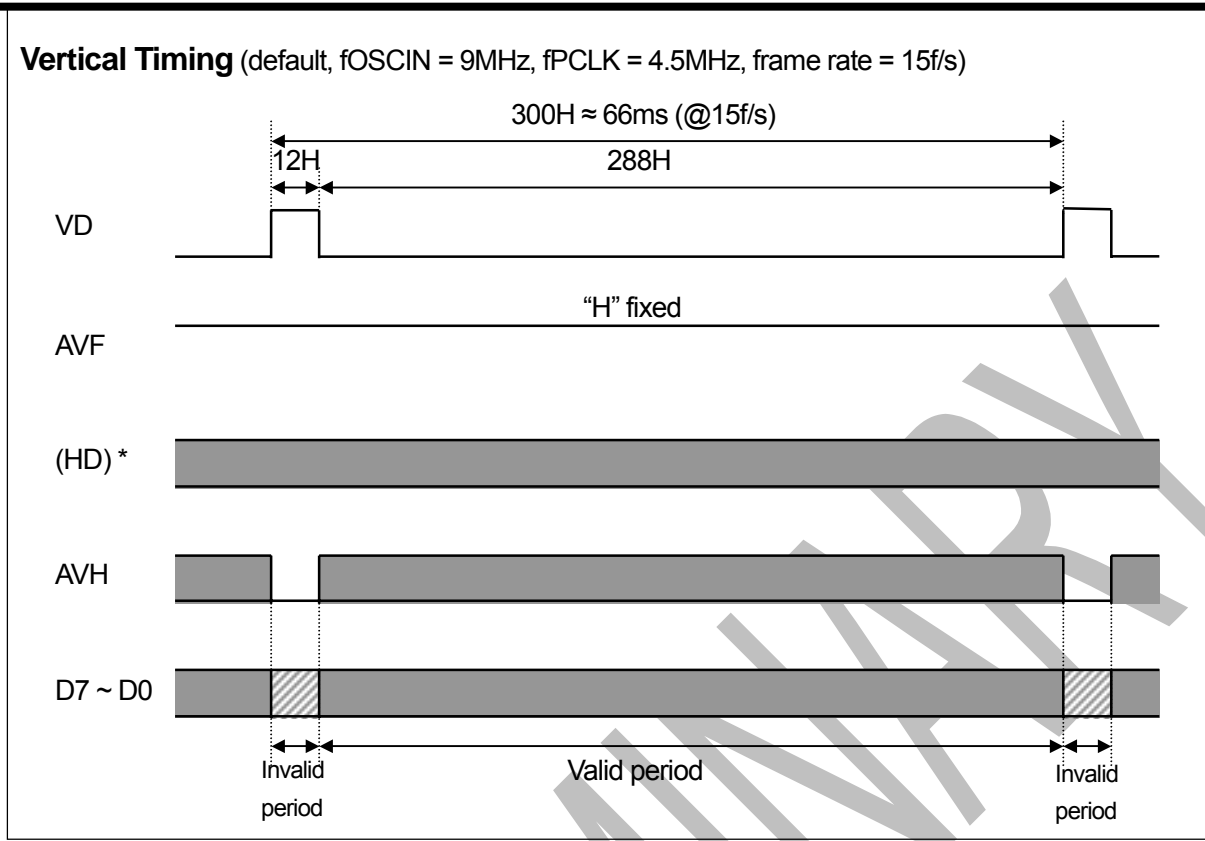 Vertical Timing (default, fOSCIN = 9MHz, fPCLK = 4.5MHz, frame rate = 15f/s)
300H ≈ 66ms (@15f/s)
12H 288H
VD
“H” fixed
AVF
(HD) *
AVH
D7 ~ D0
Invalid period
Valid period
Invalid period
MINARY